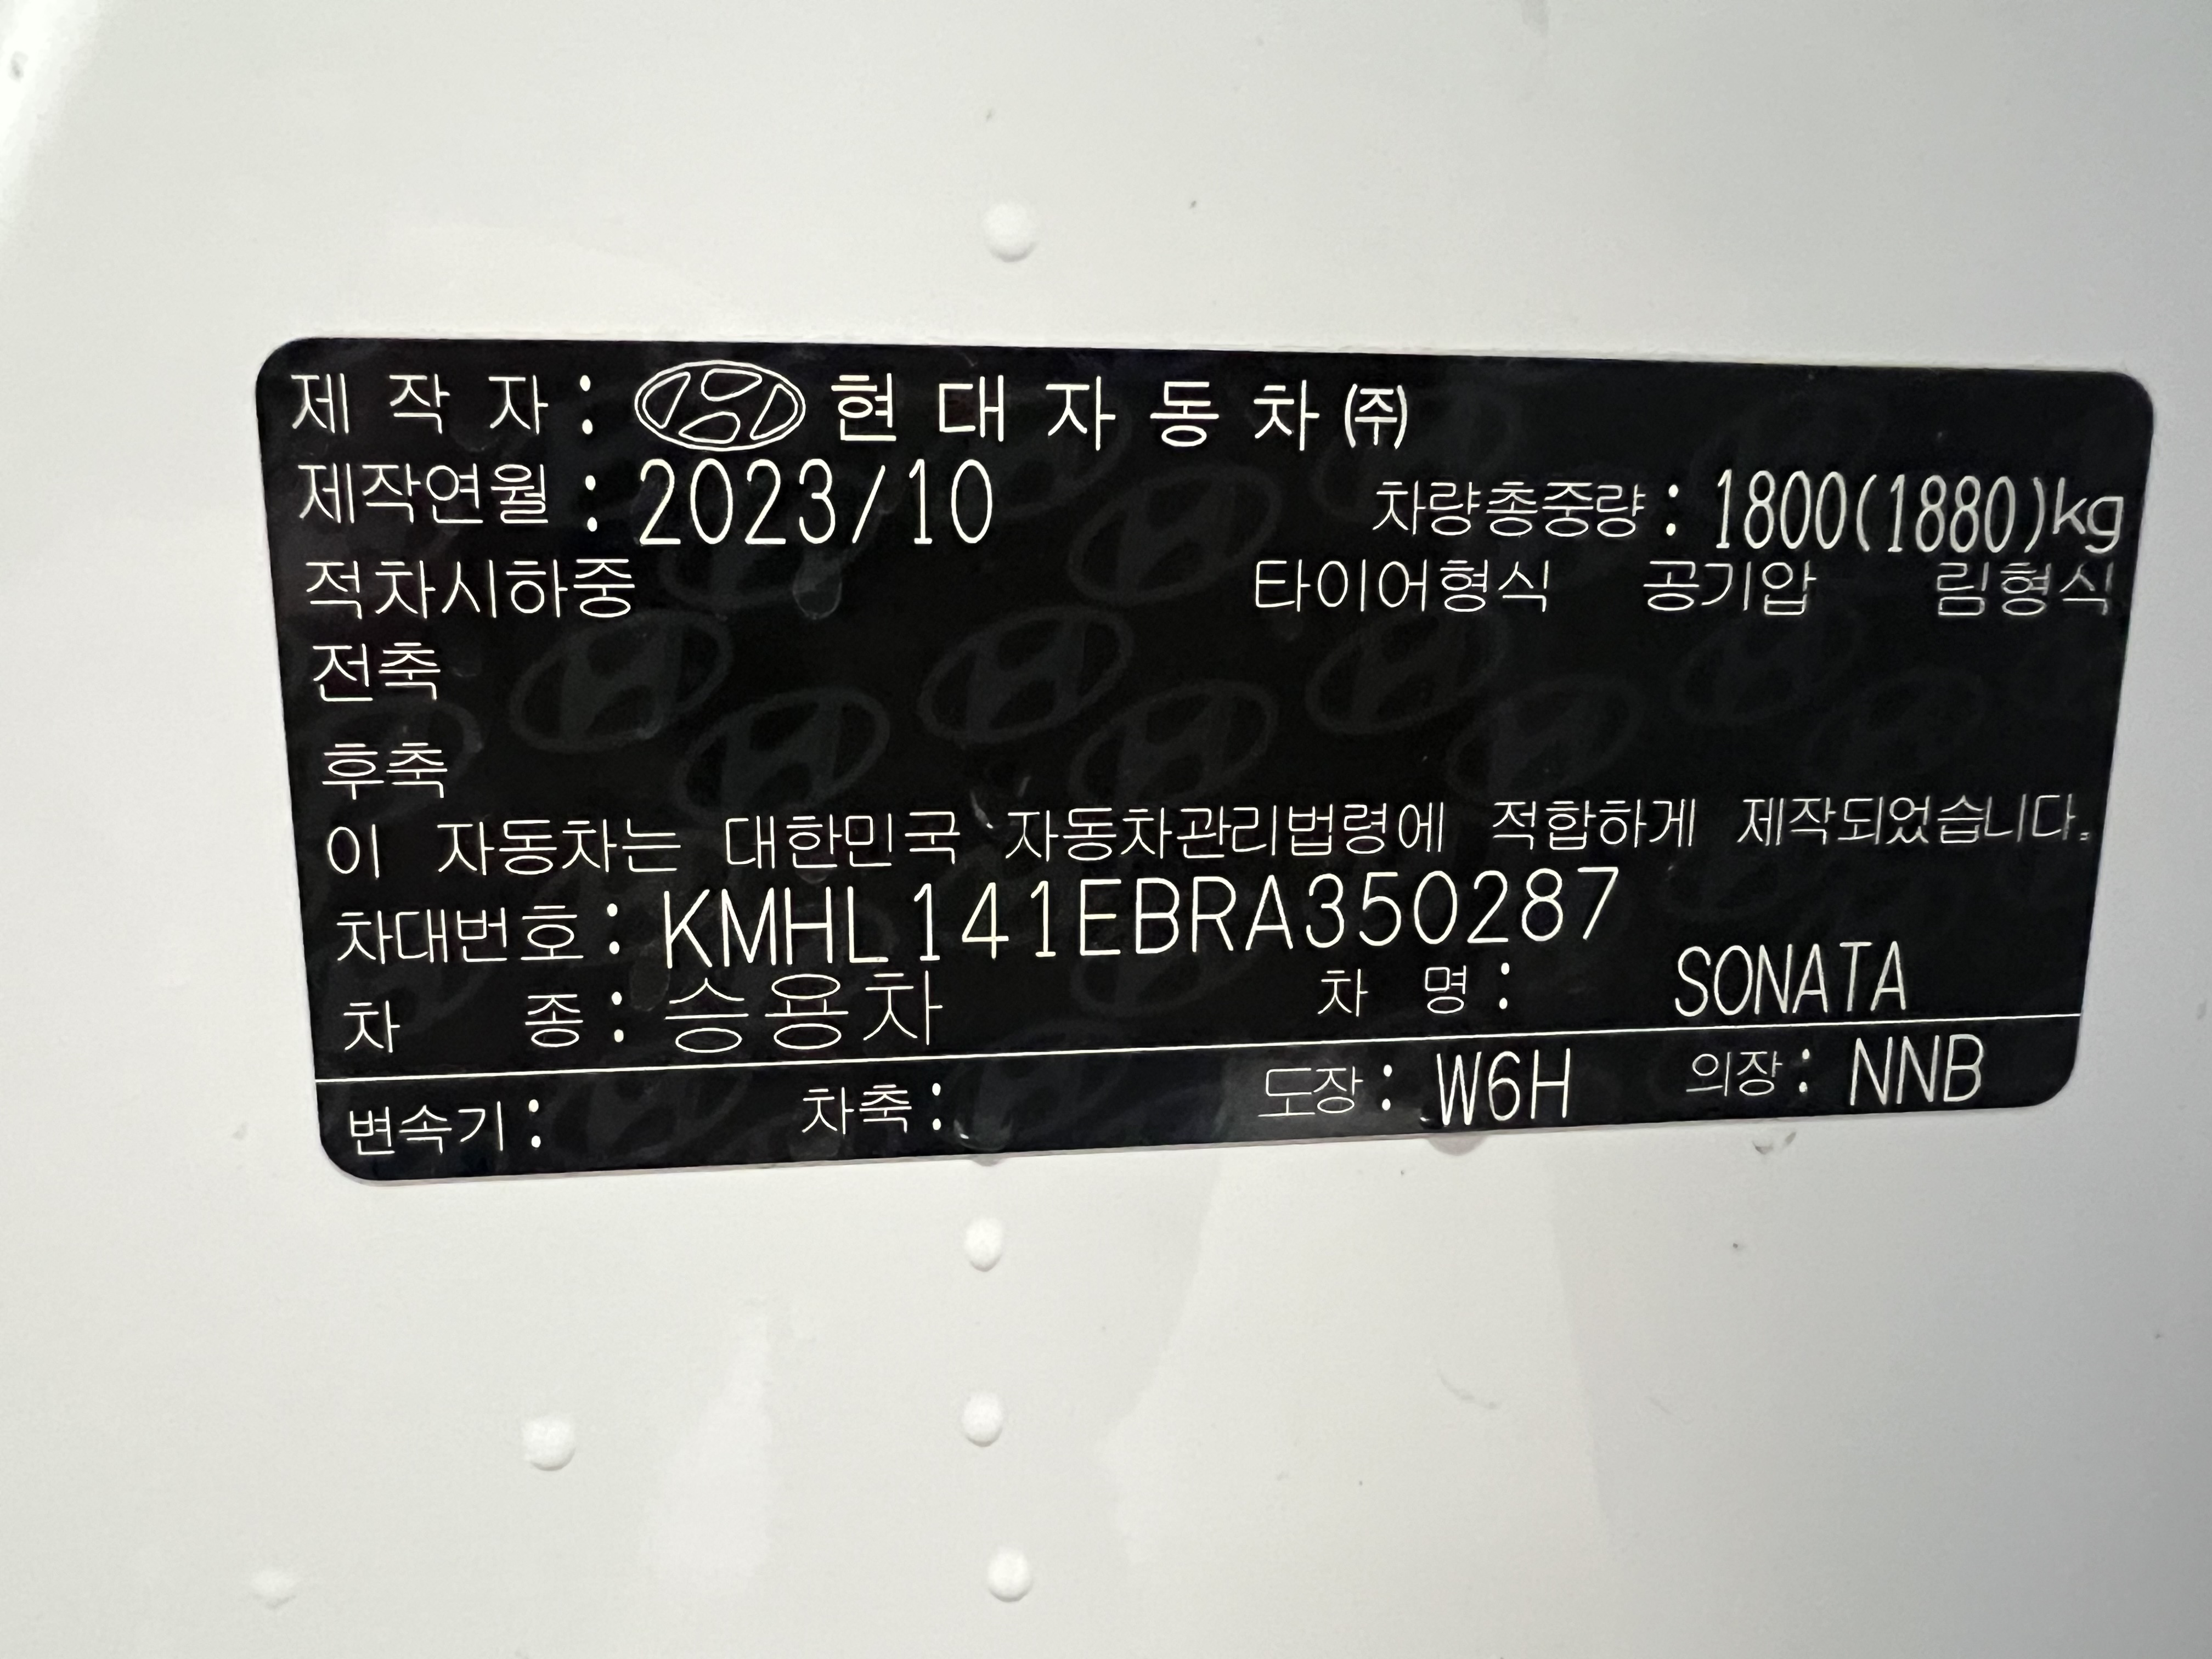 제 작 자 : 현 대 자 동 차 ㈜
제작연월 : 2023/10 차량총중량 : 1800(1880)kg
적차시하중 타이어형식 공기압 림형식
전축
후축
이 자동차는 대한민국 자동차관리법령에 적합하게 제작되었습니다.
차대번호 : KMHL141EBRA350287
차 종 : 승용차 차 명 : SONATA
변속기 : 차축 : 도장 : W6H 의장 : NNB